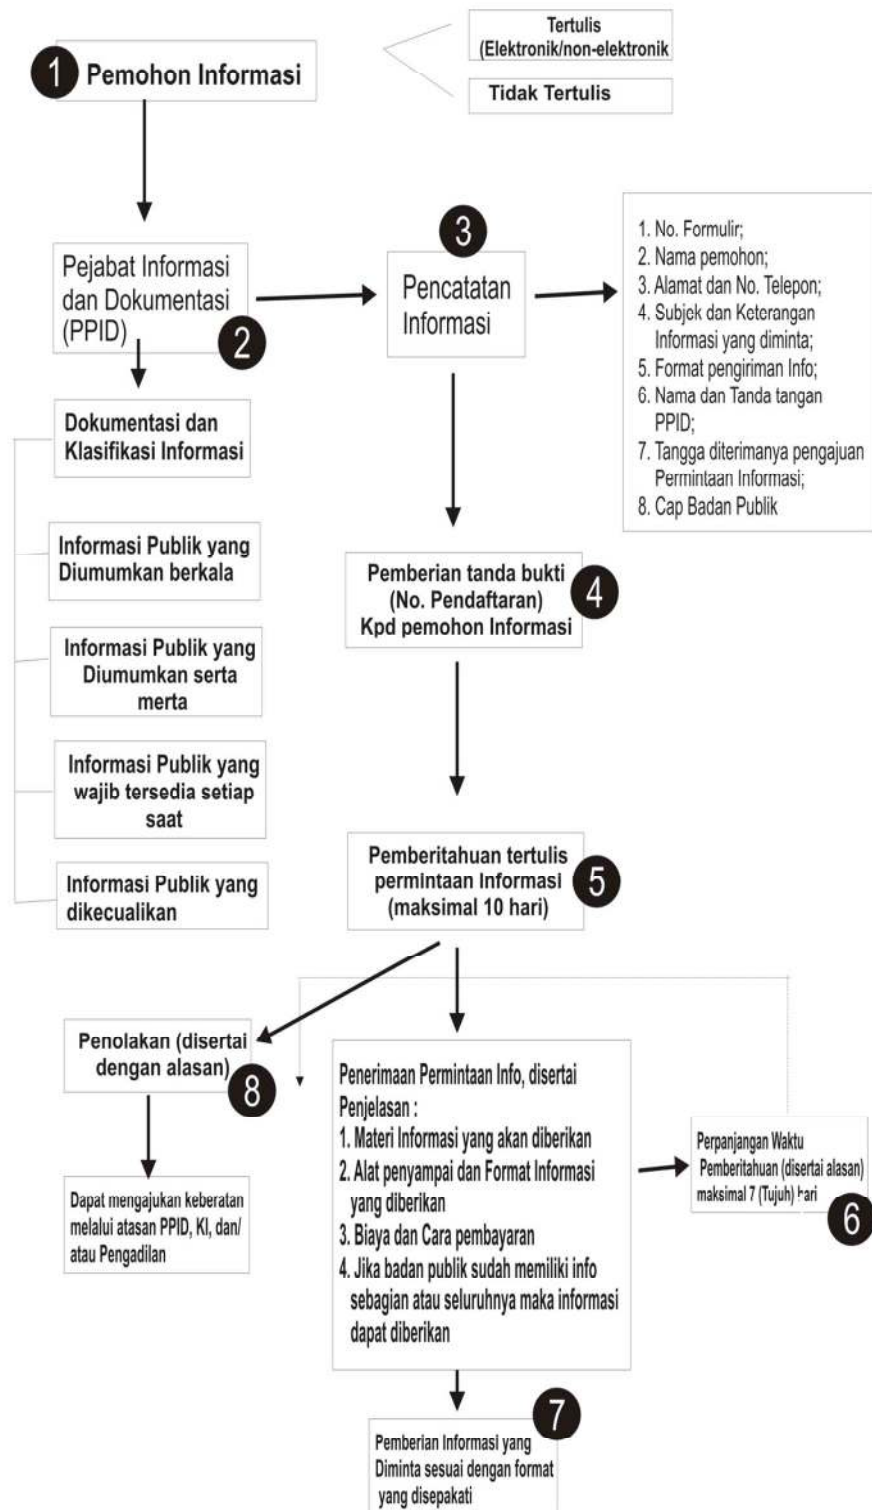 Tertulis
(Elektronik/non-elektronik
1
Pemohon Informasi
Tidak Tertulis
Pejabat Informasi
dan Dokumentasi
(PPID)
2
3
Pencatatan
Informasi
1. No. Formulir;
2. Nama pemohon;
3. Alamat dan No. Telepon;
4. Subjek dan Keterangan
Informasi yang diminta;
5. Format pengiriman Info;
6. Nama dan Tanda tangan
PPID;
7. Tangga diterimanya pengajuan
Permintaan Informasi;
8. Cap Badan Publik
Dokumentasi dan
Klasifikasi Informasi
Informasi Publik yang
Diumumkan berkala
Informasi Publik yang
Diumumkan serta
merta
Informasi Publik yang
wajib tersedia setiap
saat
Informasi Publik yang
dikecualikan
Pemberian tanda bukti
(No. Pendaftaran)
Kpd pemohon Informasi
4
Pemberitahuan tertulis
permintaan Informasi
(maksimal 10 hari)
5
Penolakan (disertai
dengan alasan)
8
Dapat mengajukan keberatan
melalui atasan PPID, KI, dan/
atau Pengadilan
Penerimaan Permintaan Info, disertai
Penjelasan :
1. Materi Informasi yang akan diberikan
2. Alat penyampai dan Format Informasi
yang diberikan
3. Biaya dan Cara pembayaran
4. Jika badan publik sudah memiliki info
sebagian atau seluruhnya maka informasi
dapat diberikan
Perpanjangan Waktu
Pemberitahuan (disertai alasan)
maksimal 7 (Tujuh) hari
6
7
Pemberian Informasi yang
Diminta sesuai dengan format
yang disepakati